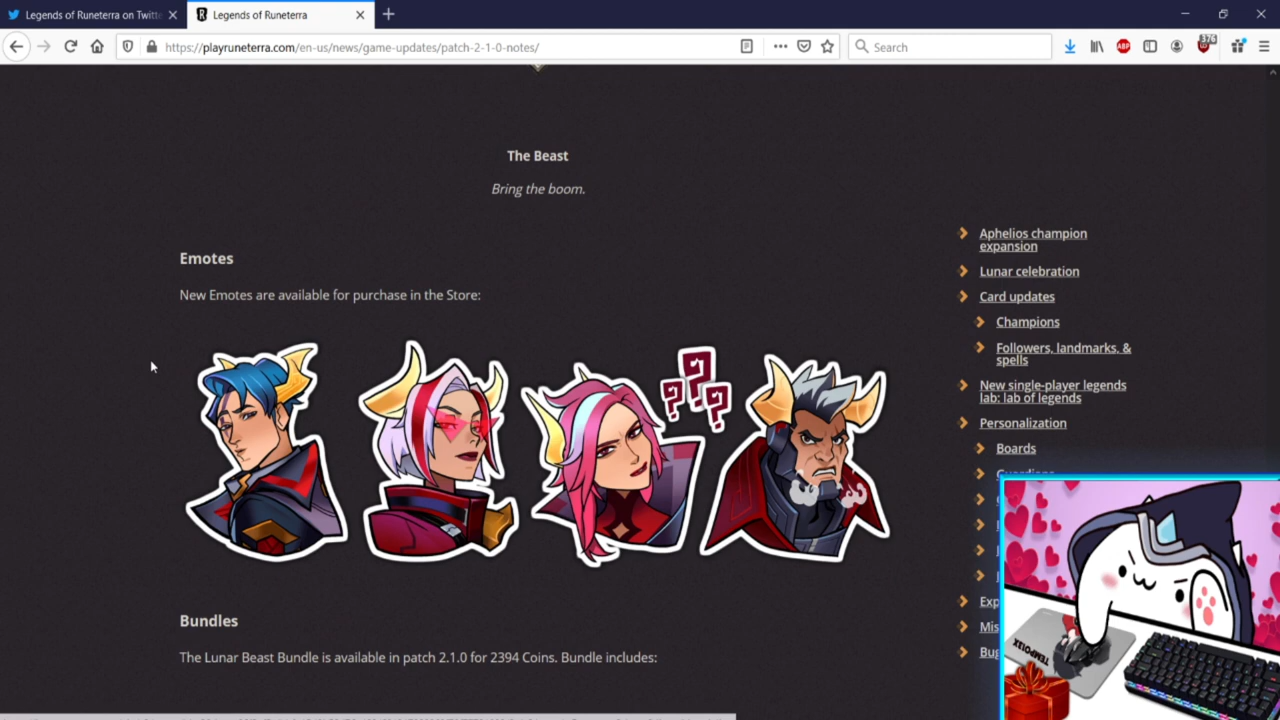 Legends of Runeterra on Twitte
Legends of Runeterra
https://playruneterra.com/en-us/news/game-updates/patch-2-1-0-notes/
Search
ABP
376
The Beast
Bring the boom.
Emotes
New Emotes are available for purchase in the Store:
? ? ?
Bundles
The Lunar Beast Bundle is available in patch 2.1.0 for 2394 Coins. Bundle includes:
Aphelios champion
expansion
Lunar celebration
Card updates
Champions
Followers, landmarks, &
spells
New single-player legends
lab: lab of legends
Personalization
Boards
Exp
Mis
Bug